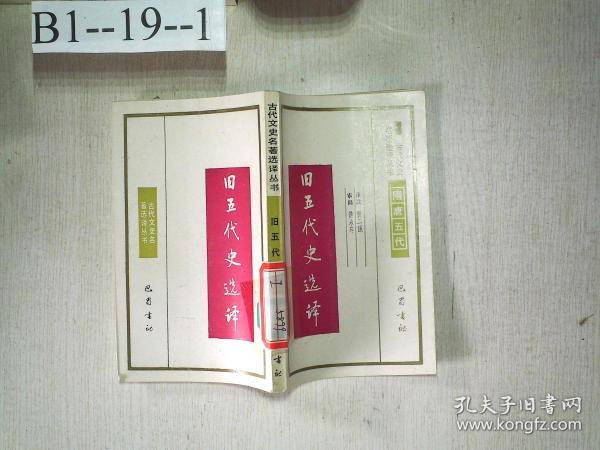 B1--19--1
古代文史名
著选译丛书
旧五代史选译
巴蜀书社
古代文史名著选译丛书
旧五代
书社
旧五代史选译
隋唐五代
巴蜀书社
孔夫子旧书网
www.kongfz.com